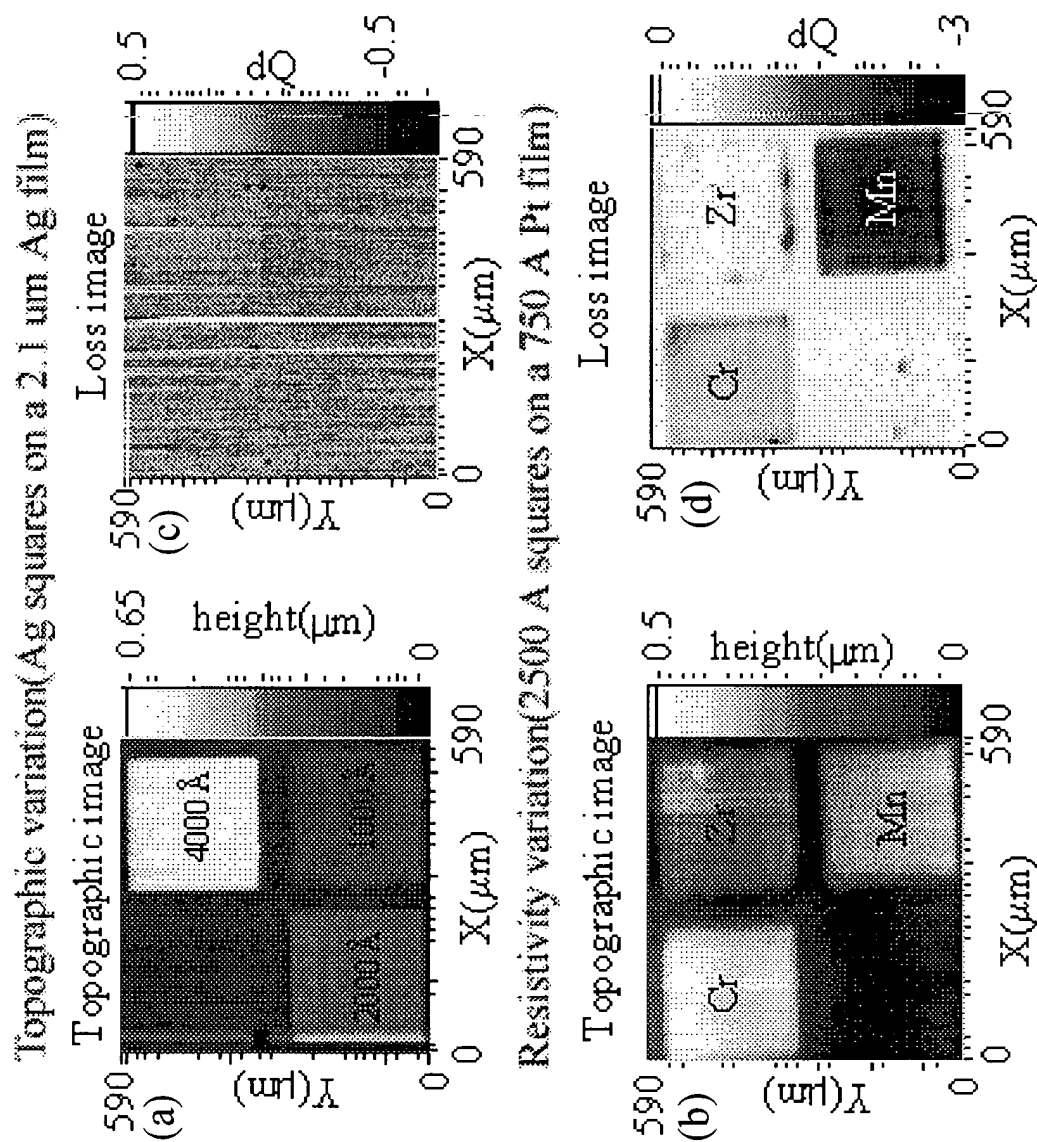 Topographic variation(Ag squares on a 2.1 um Ag film)
Topographic image
590
(a)
Y(μm)
0
4000 Å
2000 Å
0
X(μm)
590
0.65
height(μm)
0
Loss image
590
(c)
Y(μm)
0
0
X(μm)
590
0.5
dQ
-0.5
Resistivity variation(2500 A squares on a 750 A Pt film)
Topographic image
590
(b)
Y(μm)
0
Cr
Zr
Mn
0
X(μm)
590
0.5
height(μm)
0
Loss image
590
(d)
Y(μm)
0
Cr
Zr
Mn
0
X(μm)
590
0
dQ
-3